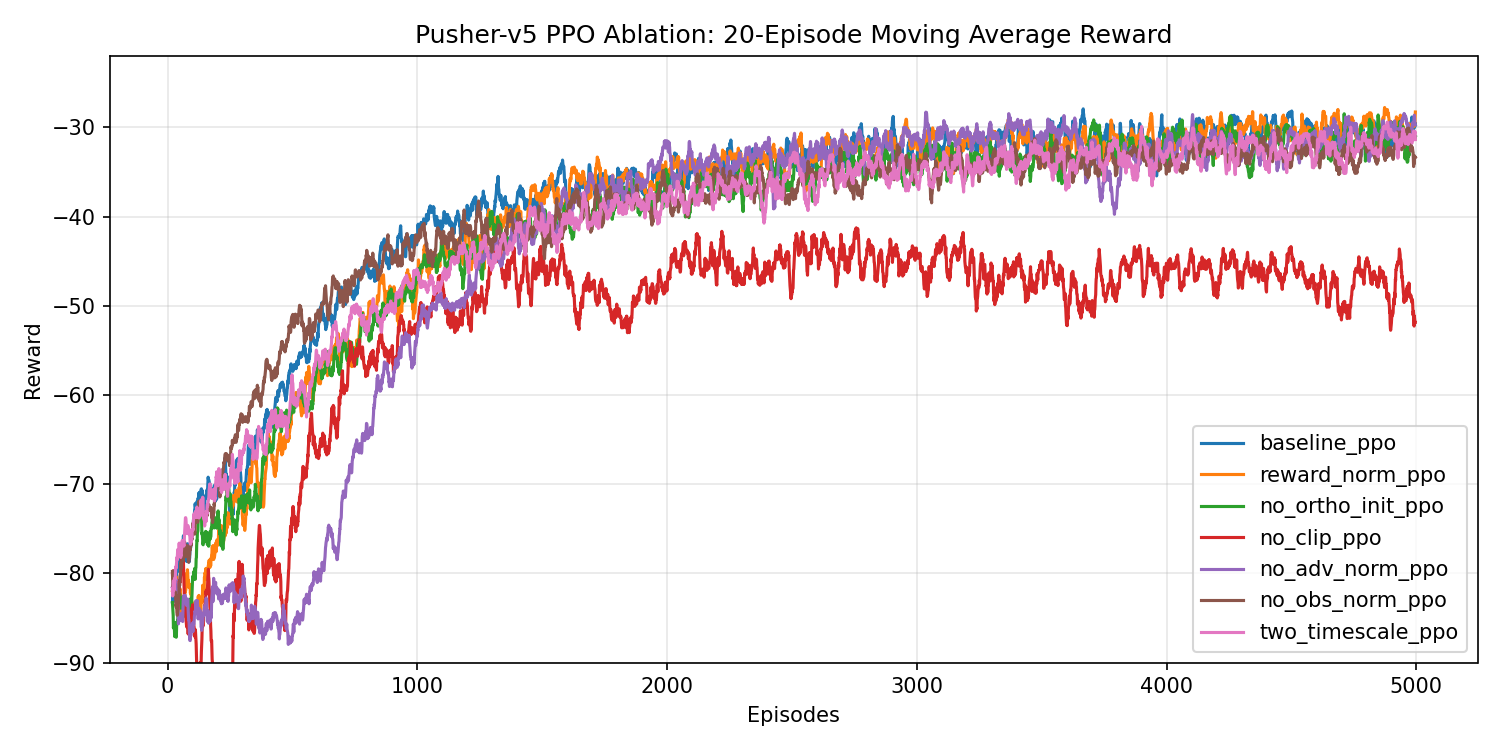 Pusher-v5 PPO Ablation: 20-Episode Moving Average Reward
Reward
−30
−40
−50
−60
−70
−80
−90
0
1000
2000
3000
4000
5000
Episodes
baseline_ppo
reward_norm_ppo
no_ortho_init_ppo
no_clip_ppo
no_adv_norm_ppo
no_obs_norm_ppo
two_timescale_ppo